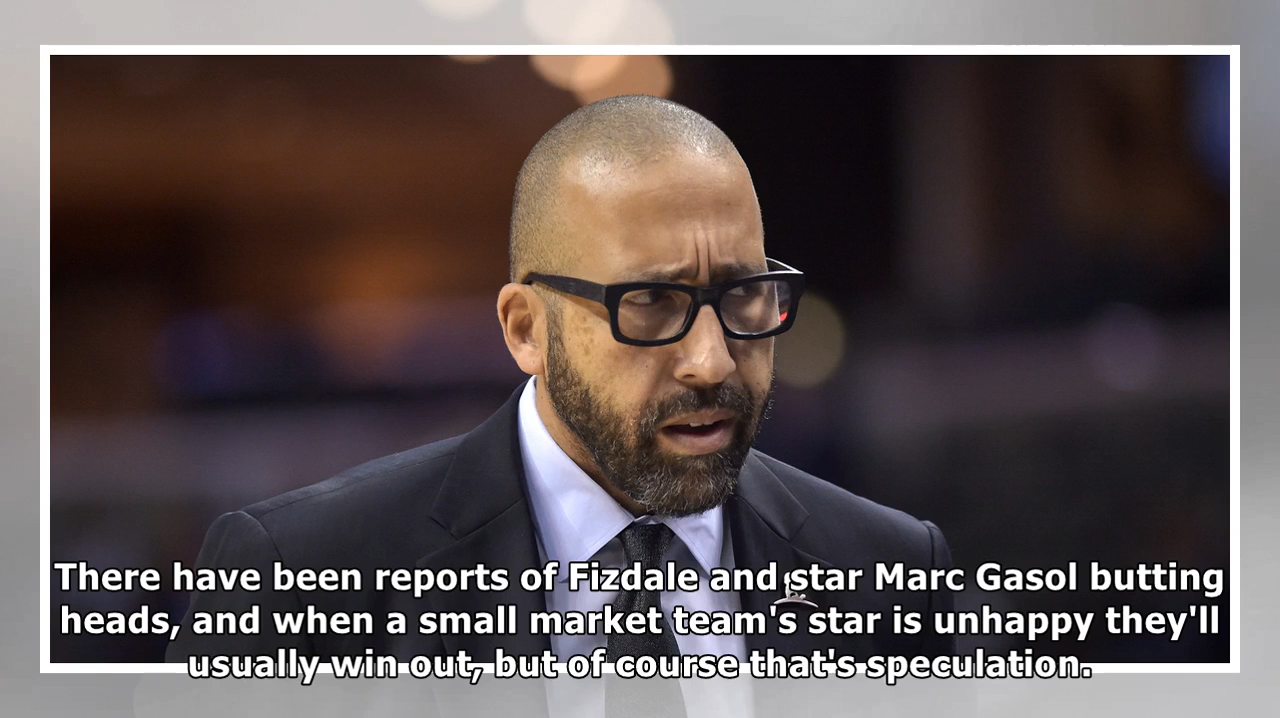 There have been reports of Fizdale and star Marc Gasol butting
heads, and when a small market team's star is unhappy they'll
usually win out, but of course that's speculation.